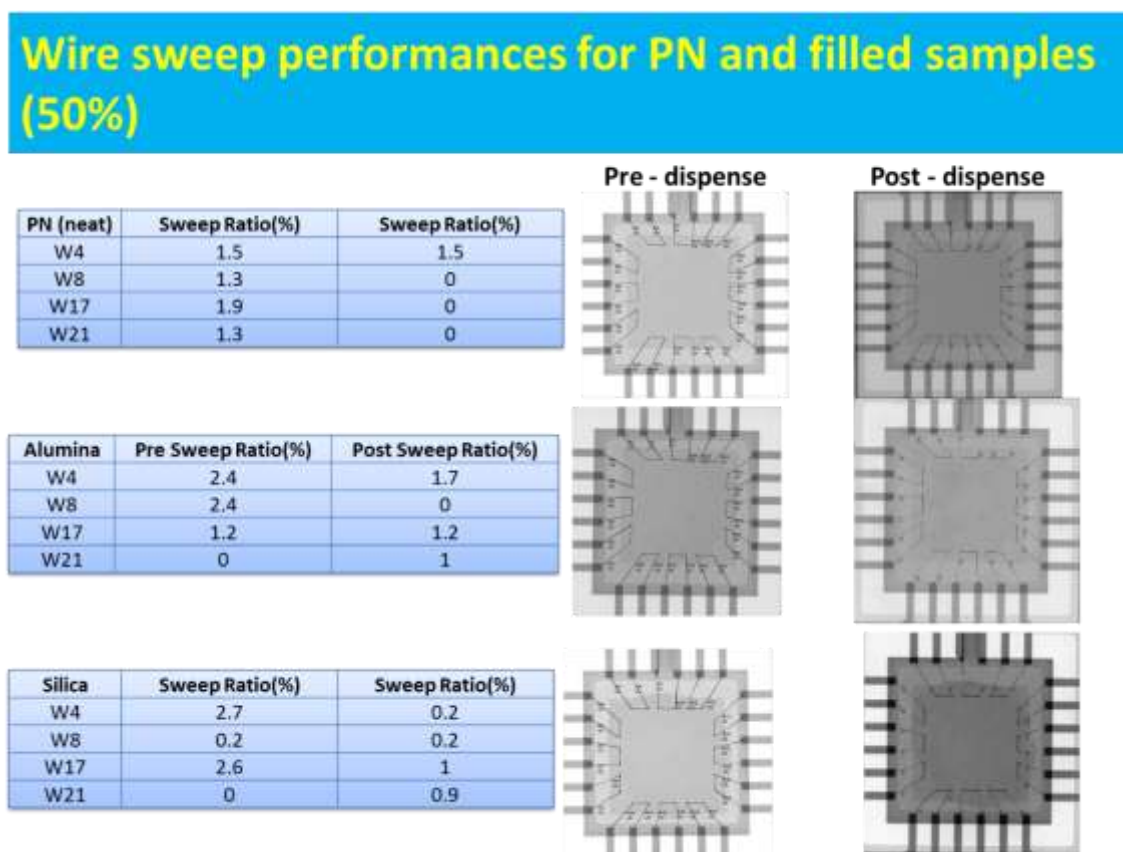 Wire sweep performances for PN and filled samples
(50%)
Pre - dispense
Post - dispense
PN (neat) Sweep Ratio(%) Sweep Ratio(%)
W4 1.5 1.5
W8 1.3 0
W17 1.9 0
W21 1.3 0
Alumina Pre Sweep Ratio(%) Post Sweep Ratio(%)
W4 2.4 1.7
W8 2.4 0
W17 1.2 1.2
W21 0 1
Silica Sweep Ratio(%) Sweep Ratio(%)
W4 2.7 0.2
W8 0.2 0.2
W17 2.6 1
W21 0 0.9